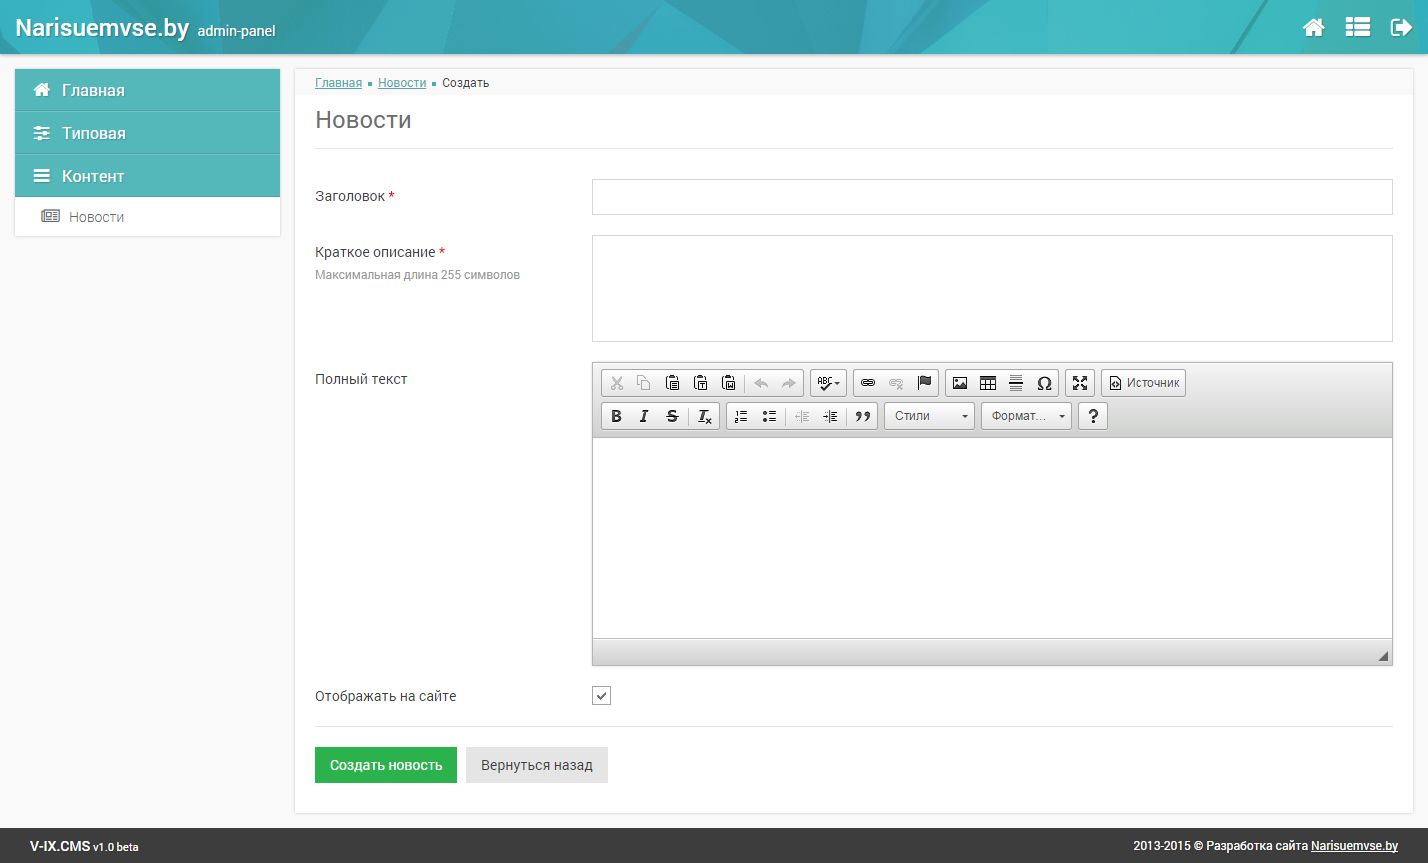 Narisuemvse.by admin-panel
Главная
Типовая
Контент
Новости
Главная Новости Создать
Новости
Заголовок *
Краткое описание *
Максимальная длина 255 символов
Полный текст
ABC
Ω
Источник
B I S Tx
Стили
Формат...
?
Отображать на сайте
Создать новость
Вернуться назад
V-IX.CMS v1.0 beta
2013-2015 © Разработка сайта Narisuemvse.by